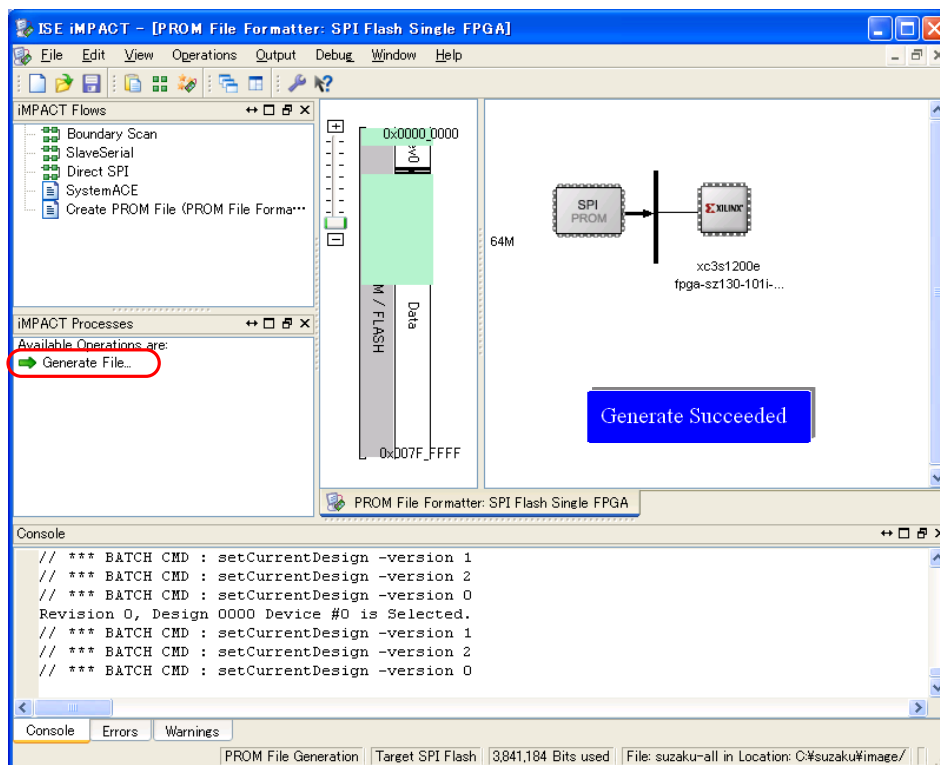 ISE iMPACT - [PROM File Formatter: SPI Flash Single FPGA]
File Edit View Operations Output Debug Window Help
iMPACT Flows
Boundary Scan
SlaveSerial
Direct SPI
SystemACE
Create PROM File (PROM File Forma···
iMPACT Processes
Available Operations are:
Generate File...
0x0000_0000
Data
/ FLASH
0x007F_FFFF
64M
SPI
PROM
XILINX
xc3s1200e
fpga-sz130-101i-...
Generate Succeeded
PROM File Formatter: SPI Flash Single FPGA
Console
// *** BATCH CMD : setCurrentDesign -version 1
// *** BATCH CMD : setCurrentDesign -version 2
// *** BATCH CMD : setCurrentDesign -version 0
Revision 0, Design 0000 Device #0 is Selected.
// *** BATCH CMD : setCurrentDesign -version 1
// *** BATCH CMD : setCurrentDesign -version 2
// *** BATCH CMD : setCurrentDesign -version 0
Console Errors Warnings
PROM File Generation Target SPI Flash 3,841,184 Bits used File: suzaku-all in Location: C:¥suzaku¥image/